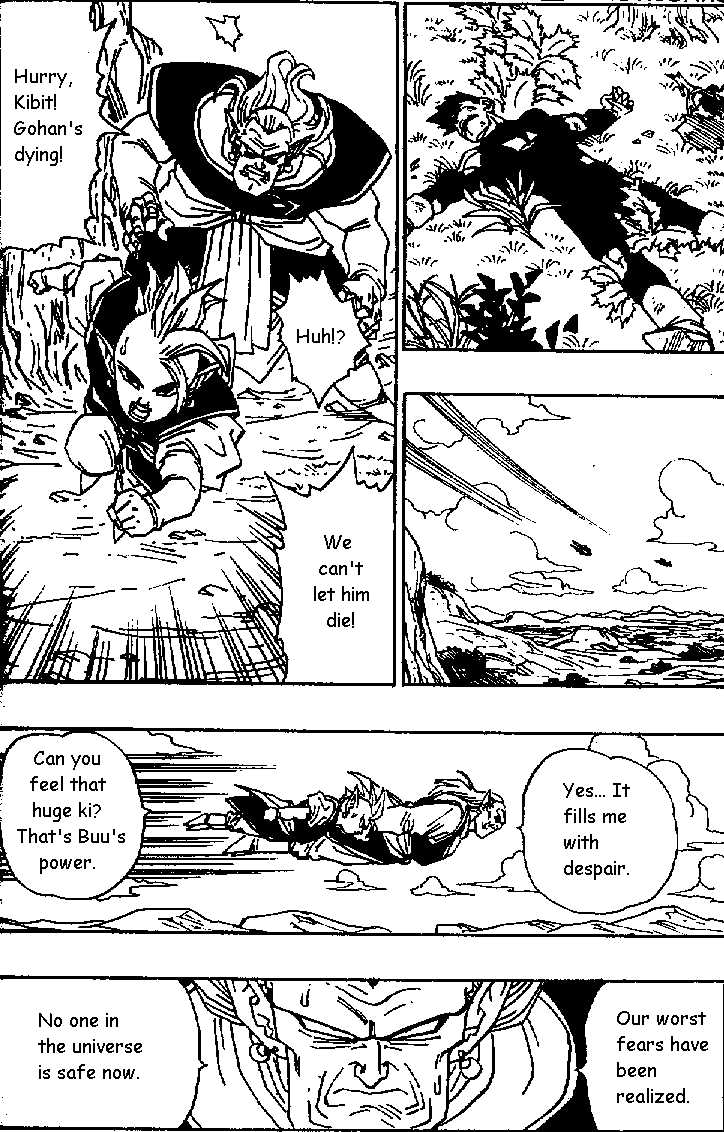 Hurry,
Kibit!
Gohan's
dying!
Huh!?
We
can't
let him
die!
Yes... It
fills me
with
despair.
Can you
feel that
huge ki?
That's Buu's
power.
Our worst
fears have
been
realized.
No one in
the universe
is safe now.